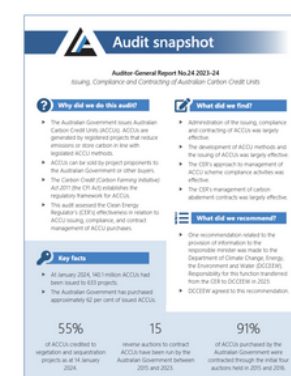 Audit snapshot
Auditor-General Report No.24 2023–24
Issuing, Compliance and Contracting of Australian Carbon Credit Units
Why did we do this audit?
▶ The Australian Government issues Australian
Carbon Credit Units (ACCUs). ACCUs are
generated by registered projects that reduce
emissions or store carbon in line with
legislated ACCU methods.
▶ ACCUs can be sold by project proponents to
the Australian Government or other buyers.
▶ The Carbon Credit (Carbon Farming Initiative)
Act 2011 (the CFI Act) establishes the
regulatory framework for ACCUs.
▶ This audit assessed the Clean Energy
Regulator's (CER's) effectiveness in relation to
ACCU issuing, compliance, and contract
management of ACCU purchases.
Key facts
▶ At January 2024, 140.1 million ACCUs had
been issued to 633 projects.
▶ The Australian Government has purchased
approximately 62 per cent of issued ACCUs.
What did we find?
▶ Administration of the issuing, compliance
and contracting of ACCUs was largely
effective.
▶ The development of ACCU methods and
the issuing of ACCUs was largely effective.
▶ The CER's approach to management of
ACCU scheme compliance activities was
effective.
▶ The CER's management of carbon
abatement contracts was largely effective.
What did we recommend?
▶ One recommendation related to the
provision of information to the
responsible minister was made to the
Department of Climate Change, Energy,
the Environment and Water (DCCEEW).
Responsibility for this function transferred
from the CER to DCCEEW in 2023.
▶ DCCEEW agreed to the recommendation.
55%
of ACCUs credited to
vegetation and sequestration
projects as at 14 January
2024.
15
reverse auctions to contract
ACCUs have been run by the
Australian Government between
2015 and 2023.
91%
of ACCUs purchased by the
Australian Government were
contracted through the initial four
auctions held in 2015 and 2016.